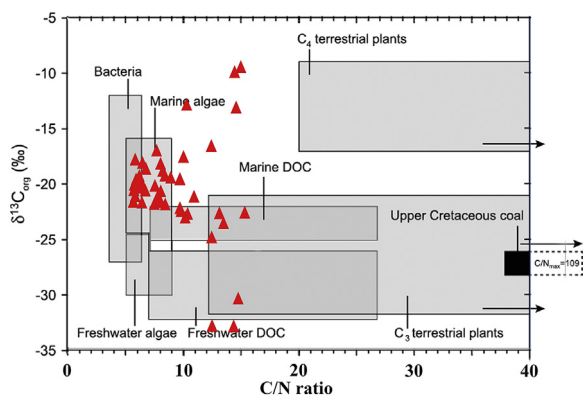 -5
-10
-15
-20
-25
-30
-35
δ¹³Corg (‰)
C₄ terrestrial plants
Bacteria
Marine algae
Marine DOC
Upper Cretaceous coal
C/Nmax=109
Freshwater algae
Freshwater DOC
C₃ terrestrial plants
0 10 20 30 40
C/N ratio